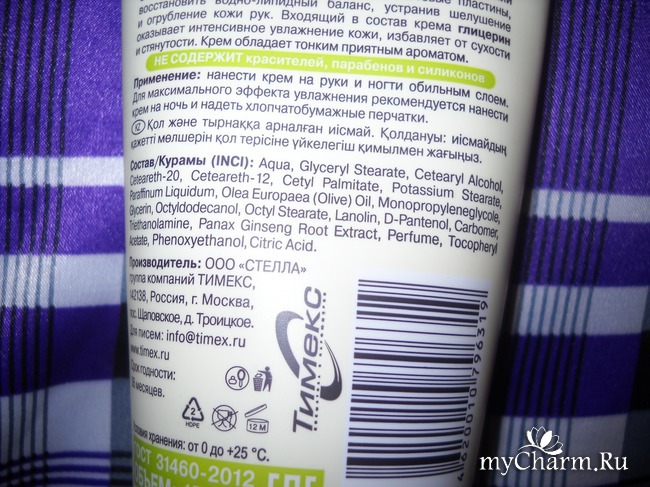 восстановить водно-липидный баланс, устранив шелушение
и огрубление кожи рук. Входящий в состав крема глицерин
оказывает интенсивное увлажнение кожи, избавляет от сухости
и стянутости. Крем обладает тонким приятным ароматом.
НЕ СОДЕРЖИТ красителей, парабенов и силиконов
Применение: нанести крем на руки и ногти обильным слоем.
Для максимального эффекта увлажнения рекомендуется нанести
крем на ночь и надеть хлопчатобумажные перчатки.
KZ Қол және тырнаққа арналған иісмай. Қолдануы: иісмайдың
қажетті мөлшерін қол терісіне үйкелегіш қимылмен жағыңыз.
Состав/Курамы (INCI): Aqua, Glyceryl Stearate, Cetearyl Alcohol,
Ceteareth-20, Ceteareth-12, Cetyl Palmitate, Potassium Stearate,
Paraffinum Liquidum, Olea Europaea (Olive) Oil, Monopropyleneglycole,
Glycerin, Octyldodecanol, Octyl Stearate, Lanolin, D-Pantenol, Carbomer,
Triethanolamine, Panax Ginseng Root Extract, Perfume, Tocopheryl
Acetate, Phenoxyethanol, Citric Acid.
Производитель: ООО «СТЕЛЛА»
группа компаний ТИМЕКС,
142138, Россия, г. Москва,
пос. Щаповское, д. Троицкое.
Для писем: info@timex.ru
www.timex.ru
Срок годности:
месяцев.
Тимекс
2
HDPE
12 M
Условия хранения: от 0 до +25 °С.
ГОСТ 31460-2012
4620010796319
myCharm.Ru